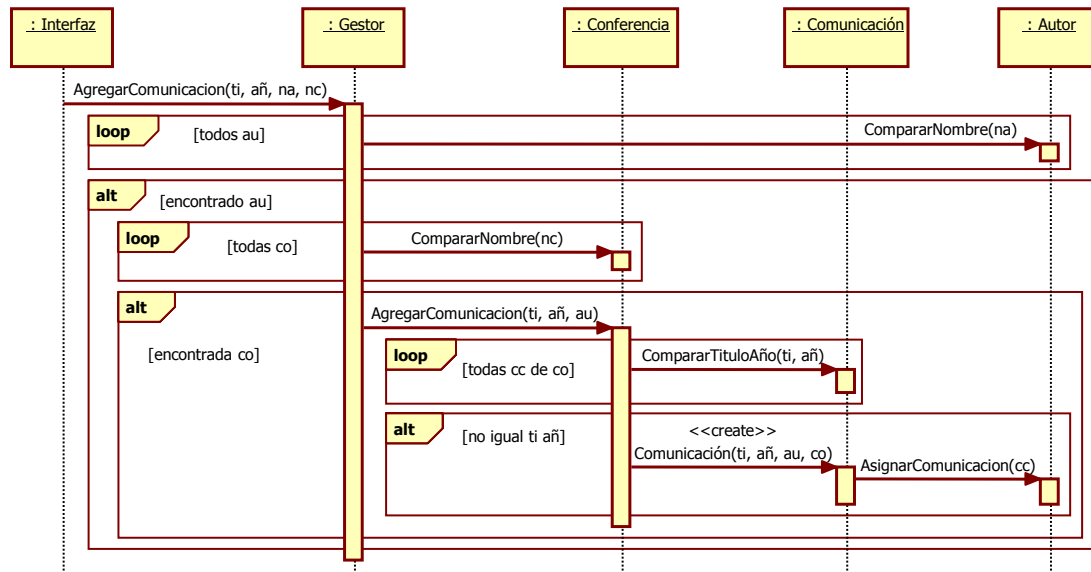 : Interfaz
: Gestor
: Conferencia
: Comunicación
: Autor
AgregarComunicacion(ti, añ, na, nc)
loop
[todos au]
CompararNombre(na)
alt
[encontrado au]
loop
[todas co]
CompararNombre(nc)
alt
[encontrada co]
AgregarComunicacion(ti, añ, au)
loop
[todas cc de co]
CompararTituloAño(ti, añ)
alt
[no igual ti añ]
<<create>>
Comunicación(ti, añ, au, co)
AsignarComunicacion(cc)